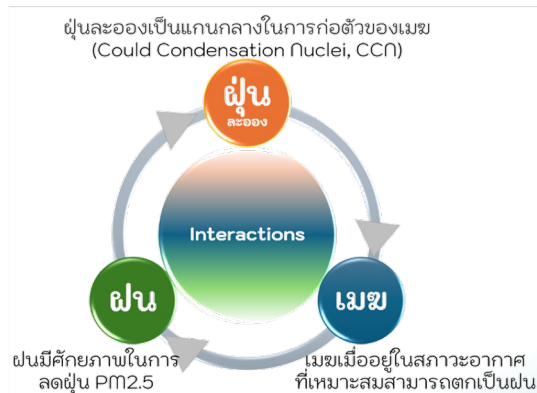 ฝุ่นละอองเป็นแกนกลางในการก่อตัวของเมฆ
(Could Condensation Nuclei, CCN)
ฝุ่น
ละออง
Interactions
ฝน
เมฆ
ฝนมีศักยภาพในการ
ลดฝุ่น PM2.5
เมฆเมื่ออยู่ในสภาวะอากาศ
ที่เหมาะสมสามารถตกเป็นฝน